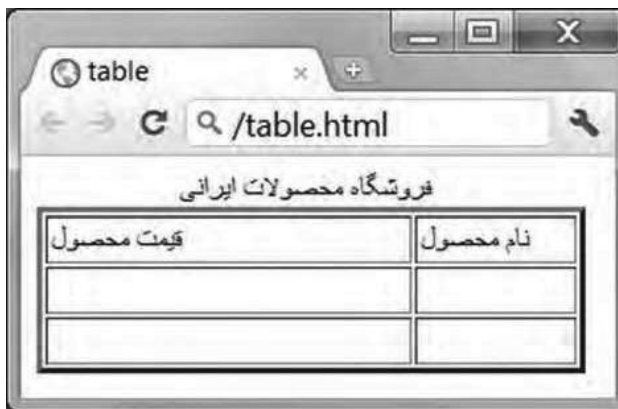 table
/table.html
فروشگاه محصولات ایرانی
نام محصول
قیمت محصول